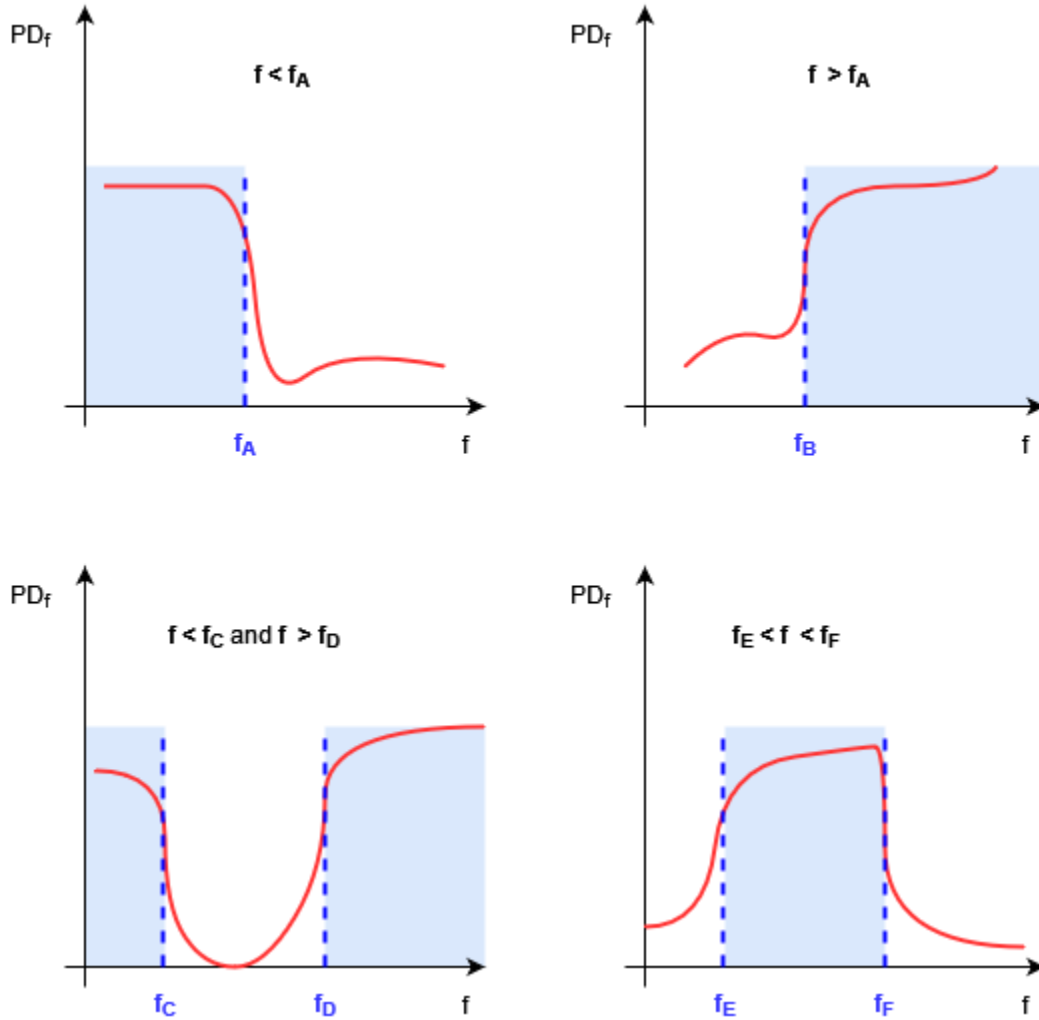 PDf
f < fA
fA
f
PDf
f > fA
fB
f
PDf
f < fC and f > fD
fC
fD
f
PDf
fE < f < fF
fE
fF
f